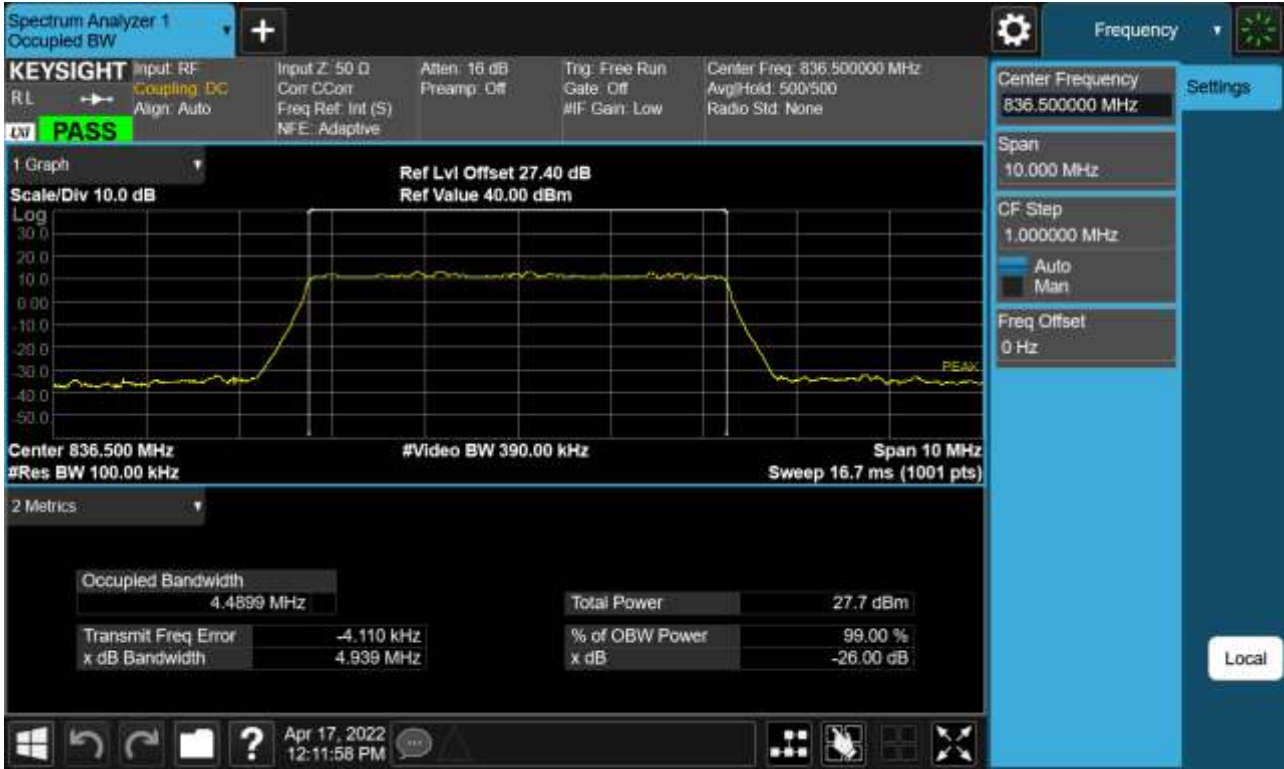 Spectrum Analyzer 1
Occupied BW
+
Frequency
KEYSIGHT
RL
LXI
PASS
Input: RF
Coupling: DC
Align: Auto
Input Z: 50 Ω
Corr CCorr
Freq Ref: Int (S)
NFE: Adaptive
Atten: 16 dB
Preamp: Off
Trig: Free Run
Gate: Off
#IF Gain: Low
Center Freq: 836.500000 MHz
Avg|Hold: 500/500
Radio Std: None
Center Frequency
836.500000 MHz
Settings
Span
10.000 MHz
CF Step
1.000000 MHz
Auto
Man
Freq Offset
0 Hz
Local
1 Graph
Scale/Div 10.0 dB
Ref Lvl Offset 27.40 dB
Ref Value 40.00 dBm
Log
30.0
20.0
10.0
0.00
-10.0
-20.0
-30.0
-40.0
-50.0
PEAK
Center 836.500 MHz
#Video BW 390.00 kHz
Span 10 MHz
#Res BW 100.00 kHz
Sweep 16.7 ms (1001 pts)
2 Metrics
Occupied Bandwidth
4.4899 MHz
Total Power 27.7 dBm
Transmit Freq Error -4.110 kHz
% of OBW Power 99.00 %
x dB Bandwidth 4.939 MHz
x dB -26.00 dB
?
Apr 17, 2022
12:11:58 PM